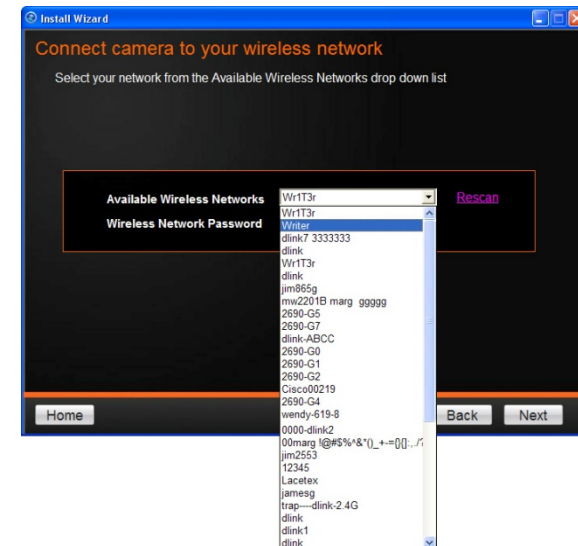 Install Wizard
Connect camera to your wireless network
Select your network from the Available Wireless Networks drop down list
Available Wireless Networks Wr1T3r Rescan
Wireless Network Password
Wr1T3r
Writer
dlink7 3333333
dlink
Wr1T3r
dlink
jim865g
mw2201B marg ggggg
2690-G5
2690-G7
dlink-ABCC
2690-G0
2690-G1
2690-G2
Cisco00219
2690-G4
wendy-619-8
0000-dlink2
00marg !@#$%^&*()_+-={}[]:,./?
jim2553
12345
Lacetex
jamesg
trap----dlink-2.4G
dlink
dlink1
dlink
Home Back Next